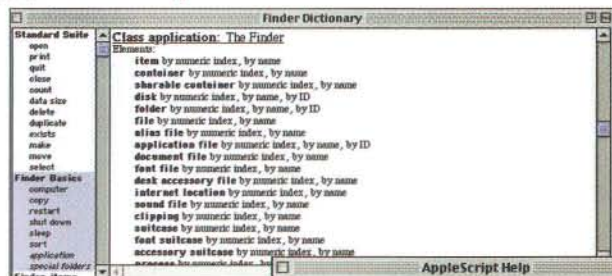 Finder Dictionary
Standard Suite
open
print
quit
close
count
data size
delete
duplicate
exists
make
move
select
Finder Basics
computer
copy
restart
shut down
sleep
sort
application
special folders
Class application: The Finder
Elements:
item by numeric index, by name
container by numeric index, by name
sharable container by numeric index, by name
disk by numeric index, by name, by ID
folder by numeric index, by name, by ID
file by numeric index, by name
alias file by numeric index, by name
application file by numeric index, by name, by ID
document file by numeric index, by name
font file by numeric index, by name
desk accessory file by numeric index, by name
internet location by numeric index, by name
sound file by numeric index, by name
clipping by numeric index, by name
suitcase by numeric index, by name
font suitcase by numeric index, by name
accessory suitcase by numeric index, by name
process by numeric index,
AppleScript Help